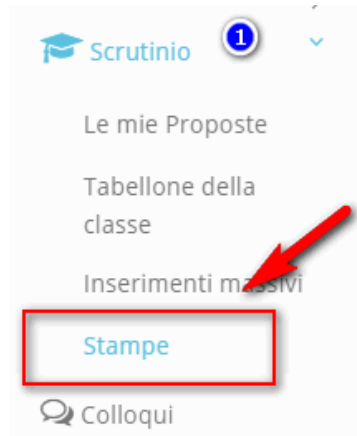 Scrutinio 1
Le mie Proposte
Tabellone della
classe
Inserimenti massivi
Stampe
Colloqui